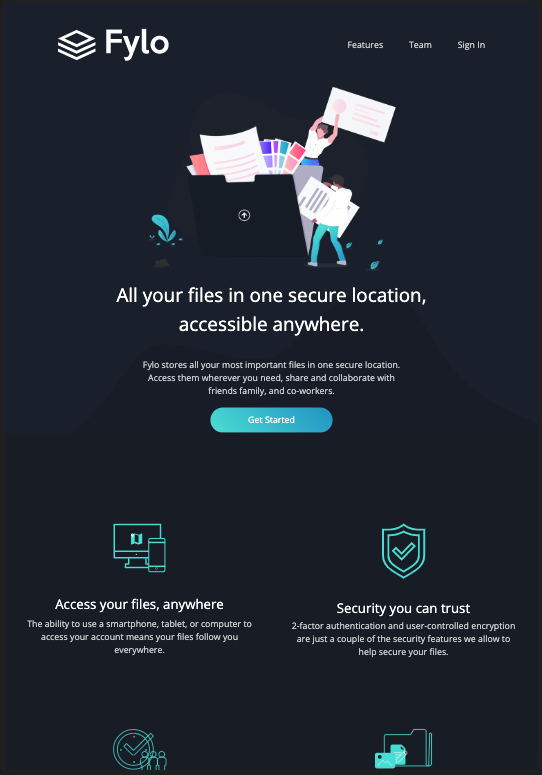 Fylo
Features
Team
Sign In
All your files in one secure location,
accessible anywhere.
Fylo stores all your most important files in one secure location.
Access them wherever you need, share and collaborate with
friends family, and co-workers.
Get Started
Access your files, anywhere
The ability to use a smartphone, tablet, or computer to
access your account means your files follow you
everywhere.
Security you can trust
2-factor authentication and user-controlled encryption
are just a couple of the security features we allow to
help secure your files.